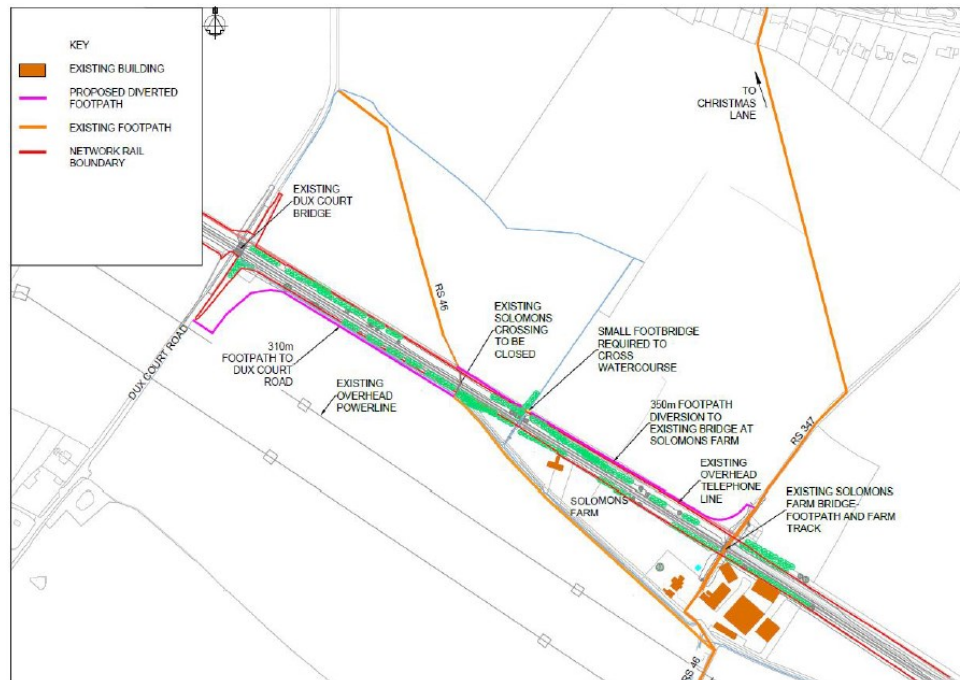 KEY
EXISTING BUILDING
PROPOSED DIVERTED
FOOTPATH
EXISTING FOOTPATH
NETWORK RAIL
BOUNDARY
TO
CHRISTMAS
LANE
EXISTING
DUX COURT
BRIDGE
RS 46
EXISTING
SOLOMONS
CROSSING
TO BE
CLOSED
SMALL FOOTBRIDGE
REQUIRED TO
CROSS
WATERCOURSE
DUX COURT ROAD
310m
FOOTPATH TO
DUX COURT
ROAD
EXISTING
OVERHEAD
POWERLINE
350m FOOTPATH
DIVERSION TO
EXISTING BRIDGE AT
SOLOMONS FARM
RS 347
EXISTING
OVERHEAD
TELEPHONE
LINE
SOLOMONS
FARM
EXISTING SOLOMONS
FARM BRIDGE-
FOOTPATH AND FARM
TRACK
RS 46